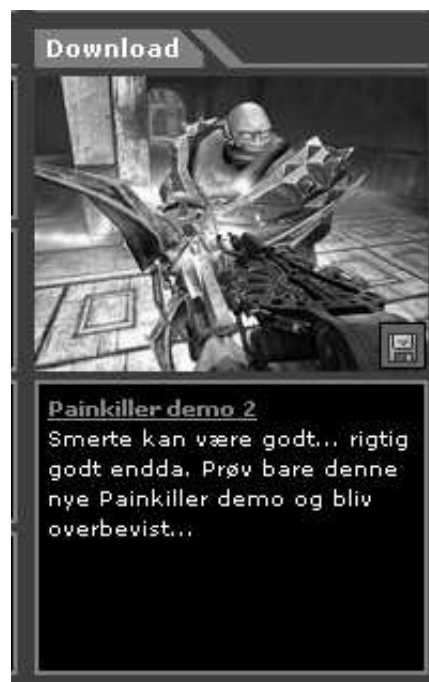 Download
Painkiller demo 2
Smerte kan være godt... rigtig
godt endda. Prøv bare denne
nye Painkiller demo og bliv
overbevist...